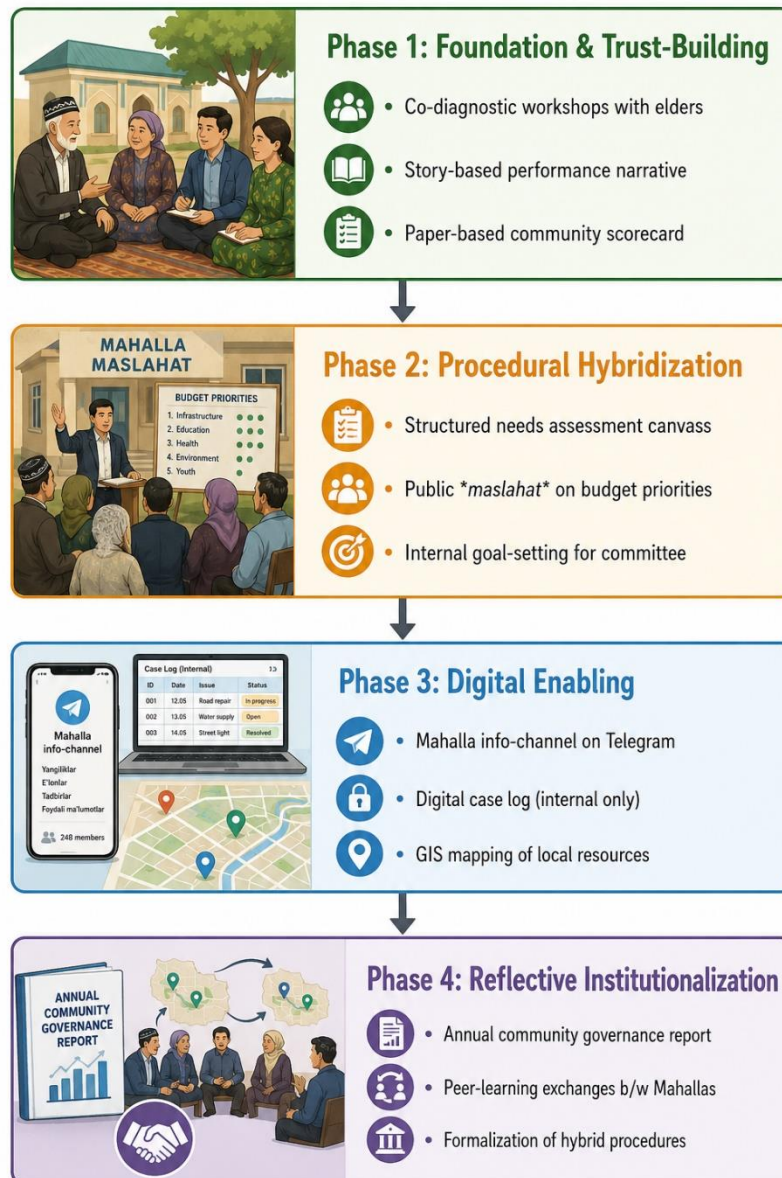 Phase 1: Foundation & Trust-Building
• Co-diagnostic workshops with elders
• Story-based performance narrative
• Paper-based community scorecard
MAHALLA
MASLAHAT
BUDGET PRIORITIES
1. Infrastructure
2. Education
3. Health
4. Environment
5. Youth
Phase 2: Procedural Hybridization
• Structured needs assessment canvass
• Public *maslahat* on budget priorities
• Internal goal-setting for committee
Mahalla
info-channel
Yangiliklar
E'lonlar
Tadbirlar
Foydali ma'lumotlar
248 members
Case Log (Internal)
ID Date Issue Status
001 12.05 Road repair In progress
002 13.05 Water supply Open
003 14.05 Street light Resolved
Phase 3: Digital Enabling
• Mahalla info-channel on Telegram
• Digital case log (internal only)
• GIS mapping of local resources
ANNUAL
COMMUNITY
GOVERNANCE
REPORT
Phase 4: Reflective Institutionalization
• Annual community governance report
• Peer-learning exchanges b/w Mahallas
• Formalization of hybrid procedures